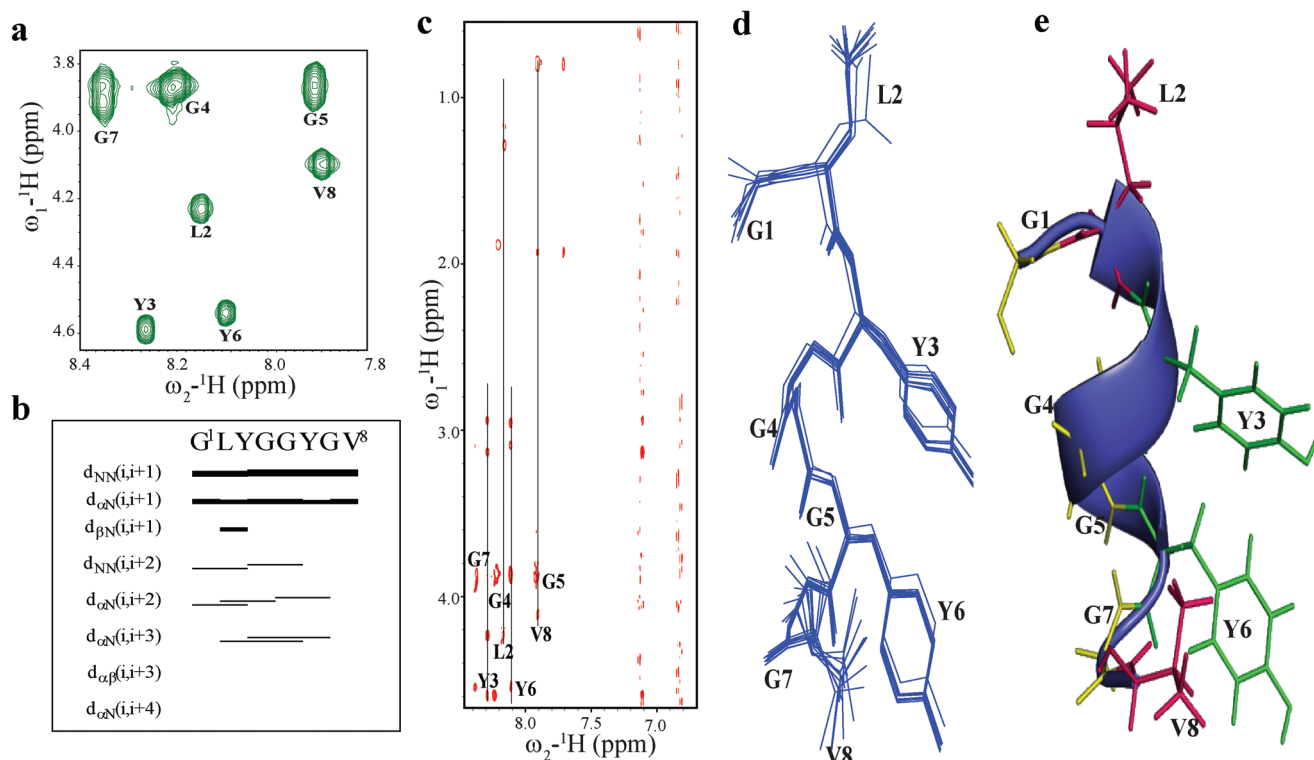 a
3.8
4.0
4.2
4.4
4.6
ω₁-¹H (ppm)
G7
G4
G5
V8
L2
Y3
Y6
8.4
8.2
8.0
7.8
ω₂-¹H (ppm)
b
G¹LYGGYGV⁸
dNN(i,i+1)
dαN(i,i+1)
dβN(i,i+1)
dNN(i,i+2)
dαN(i,i+2)
dαN(i,i+3)
dαβ(i,i+3)
dαN(i,i+4)
c
1.0
2.0
3.0
4.0
ω₁-¹H (ppm)
G7
G5
G4
V8
L2
Y3
Y6
8.0
7.5
7.0
ω₂-¹H (ppm)
d
L2
G1
Y3
G4
G5
Y6
G7
V8
e
L2
G1
G4
Y3
G5
G7
Y6
V8